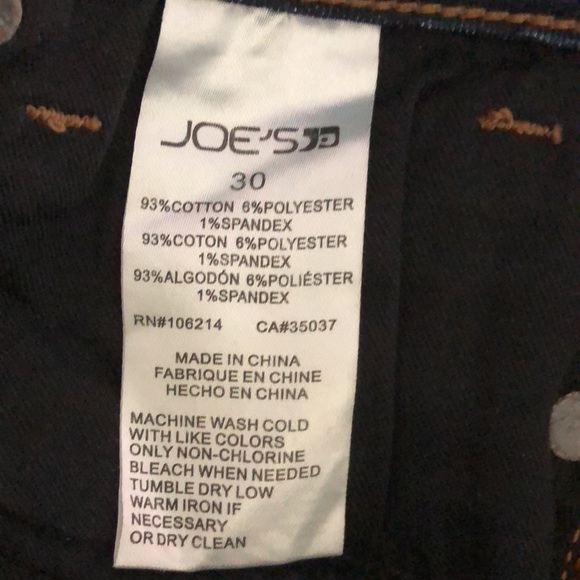 JOE'S
30
93%COTTON 6%POLYESTER
1%SPANDEX
93%COTON 6%POLYESTER
1%SPANDEX
93%ALGODÓN 6%POLIÉSTER
1%SPANDEX
RN#106214 CA#35037
MADE IN CHINA
FABRIQUE EN CHINE
HECHO EN CHINA
MACHINE WASH COLD
WITH LIKE COLORS
ONLY NON-CHLORINE
BLEACH WHEN NEEDED
TUMBLE DRY LOW
WARM IRON IF
NECESSARY
OR DRY CLEAN